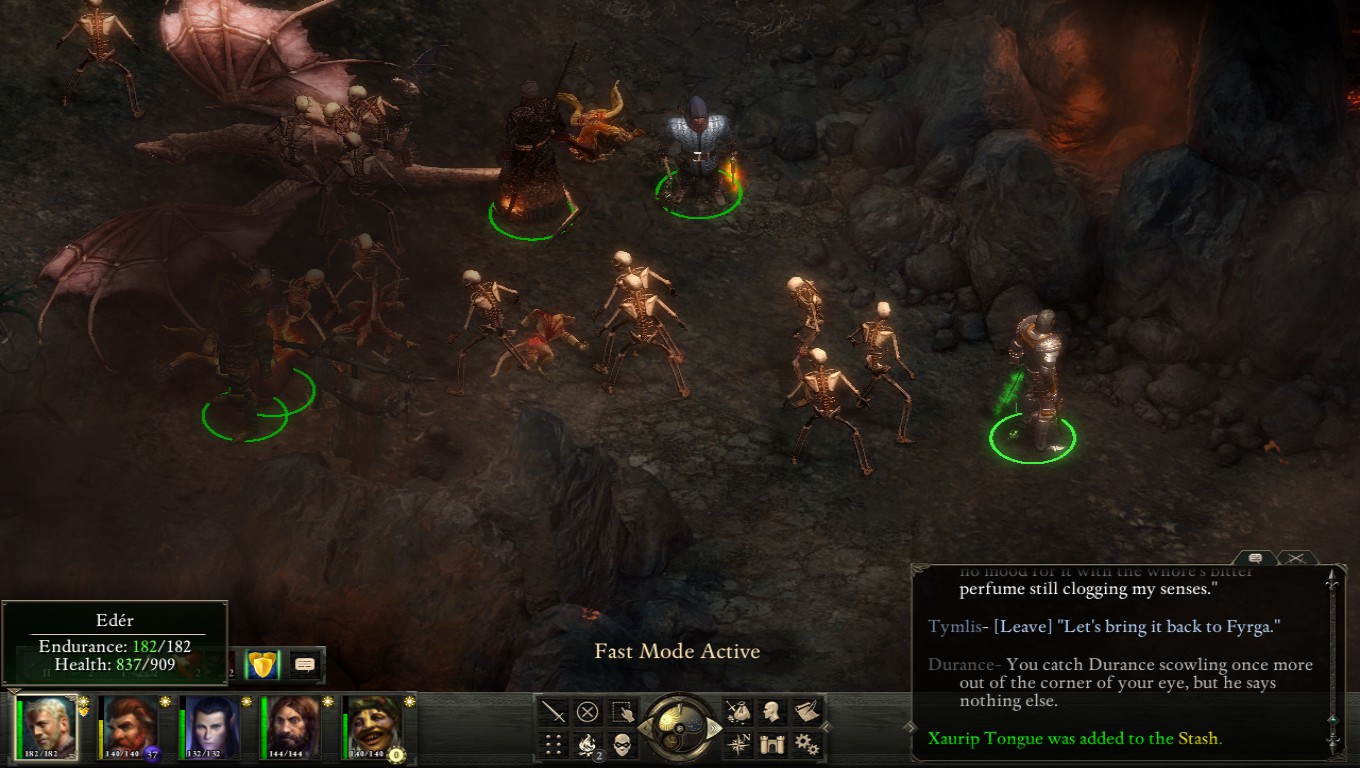 no mood for it with the whore's bitter
perfume still clogging my senses."
Tymlis- [Leave] "Let's bring it back to Fyrga."
Durance- You catch Durance scowling once more
out of the corner of your eye, but he says
nothing else.
Xaurip Tongue was added to the Stash.
Edér
Endurance: 182/182
Health: 837/909
2
Fast Mode Active
182/182
140/140
37
132/132
144/144
140/140
0
2
N